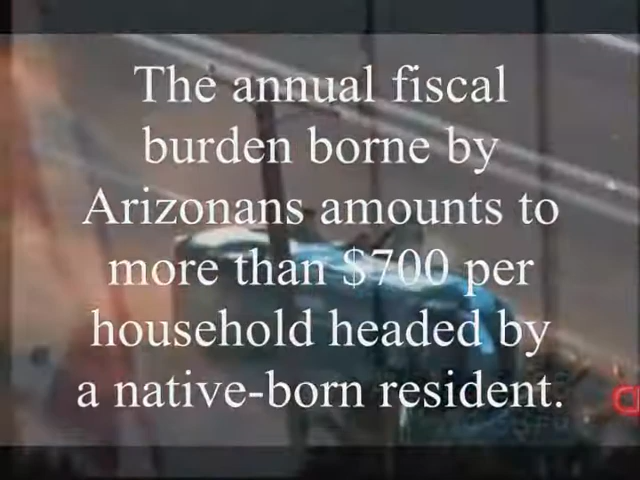 The annual fiscal
burden borne by
Arizonans amounts to
more than $700 per
household headed by
a native-born resident.